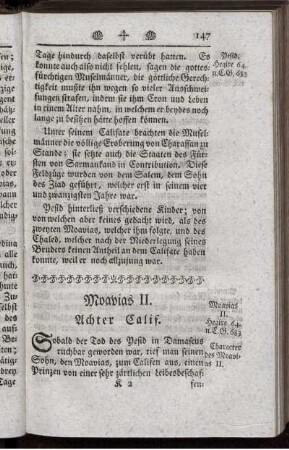 147
Tage hindurch daselbst verübt hatten. Es
konnte auch also nicht fehlen, sagen die gottes-
fürchtigen Muselmänner, die göttliche Gerech-
tigkeit mußte ihn wegen so vieler Ausschwei-
fungen strafen, indem sie ihm Cron und Leben
in einem Alter nahm, in welchem er beydes noch
lange zu besitzen hätte hoffen können.
Jesid.
Hegire 64.
n. C. G. 683
Unter seinem Califate brachten die Musel-
männer die völlige Eroberung von Charassan zu
Stande; sie setzte auch die Staaten des Für-
sten von Sarmankand in Contribution. Diese
Feldzüge wurden von dem Salem, dem Sohn
des Ziad geführt, welcher erst in seinem vier
und zwanzigsten Jahre war.
Jesid hinterließ verschiedene Kinder; von
von welchen aber keines gedacht wird, als des
zweyten Moavias, welcher ihm folgte, und des
Chaled, welcher nach der Niederlegung seines
Bruders keinen Antheil an dem Califate haben
konnte, weil er noch allzujung war.
Moavias II.
Achter Calif.
Moavias
II.
Hegire 64.
n. C. G. 683
Sobald der Tod des Jesid in Damascus
ruchbar geworden war, rief man seinen
Sohn, den Moavias, zum Califen aus, einen
Prinzen von einer sehr zärtlichen Leibesbeschaf-
Character
des Moavi-
as II.
K 2
fen-